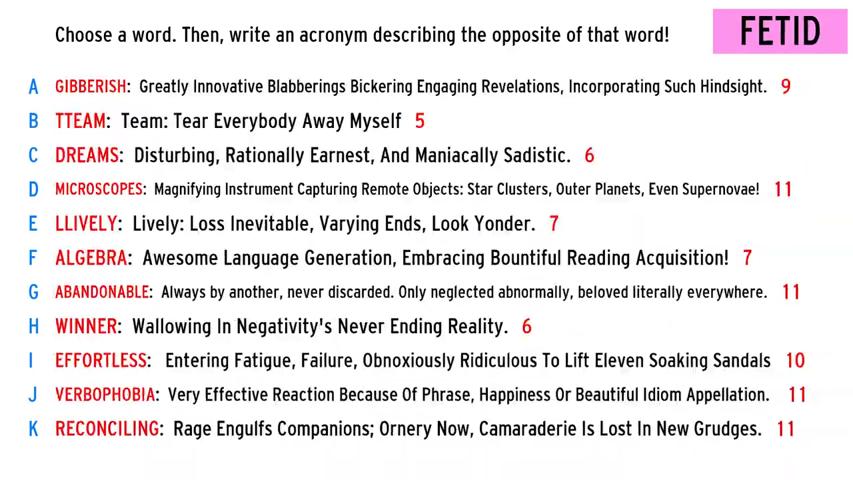 Choose a word. Then, write an acronym describing the opposite of that word!
FETID
A GIBBERISH: Greatly Innovative Blabberings Bickering Engaging Revelations, Incorporating Such Hindsight. 9
B TTEAM: Team: Tear Everybody Away Myself 5
C DREAMS: Disturbing, Rationally Earnest, And Maniacally Sadistic. 6
D MICROSCOPES: Magnifying Instrument Capturing Remote Objects: Star Clusters, Outer Planets, Even Supernovae! 11
E LLIVELY: Lively: Loss Inevitable, Varying Ends, Look Yonder. 7
F ALGEBRA: Awesome Language Generation, Embracing Bountiful Reading Acquisition! 7
G ABANDONABLE: Always by another, never discarded. Only neglected abnormally, beloved literally everywhere. 11
H WINNER: Wallowing In Negativity's Never Ending Reality. 6
I EFFORTLESS: Entering Fatigue, Failure, Obnoxiously Ridiculous To Lift Eleven Soaking Sandals 10
J VERBOPHOBIA: Very Effective Reaction Because Of Phrase, Happiness Or Beautiful Idiom Appellation. 11
K RECONCILING: Rage Engulfs Companions; Ornery Now, Camaraderie Is Lost In New Grudges. 11